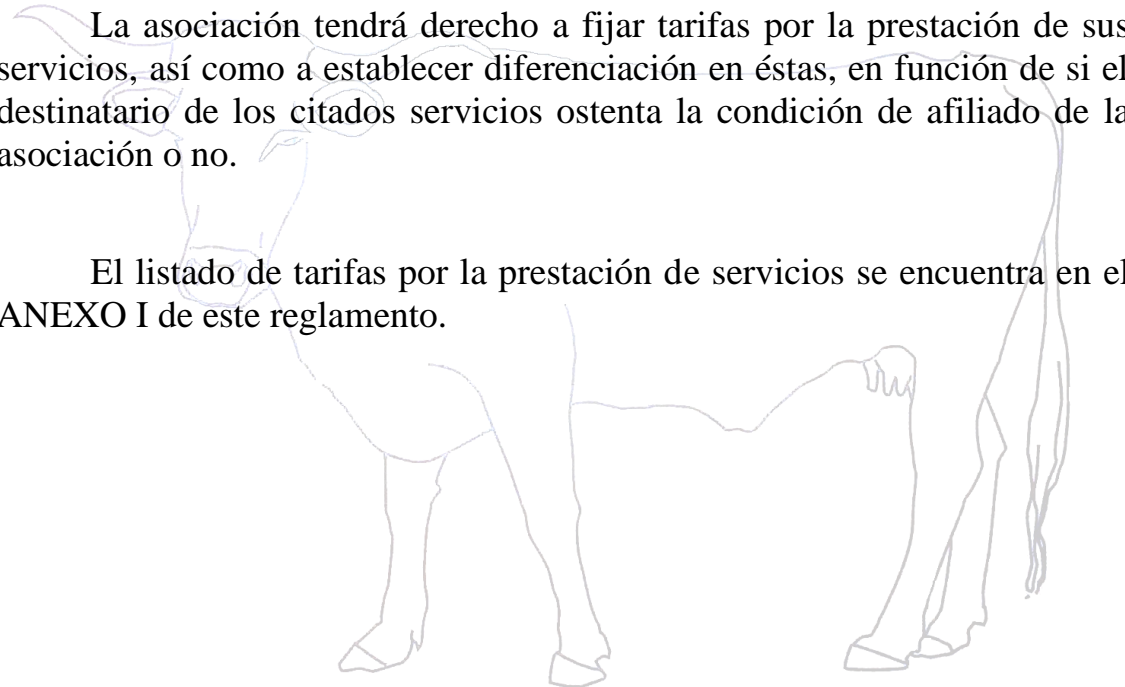 La asociación tendrá derecho a fijar tarifas por la prestación de sus
servicios, así como a establecer diferenciación en éstas, en función de si el
destinatario de los citados servicios ostenta la condición de afiliado de la
asociación o no.
El listado de tarifas por la prestación de servicios se encuentra en el
ANEXO I de este reglamento.